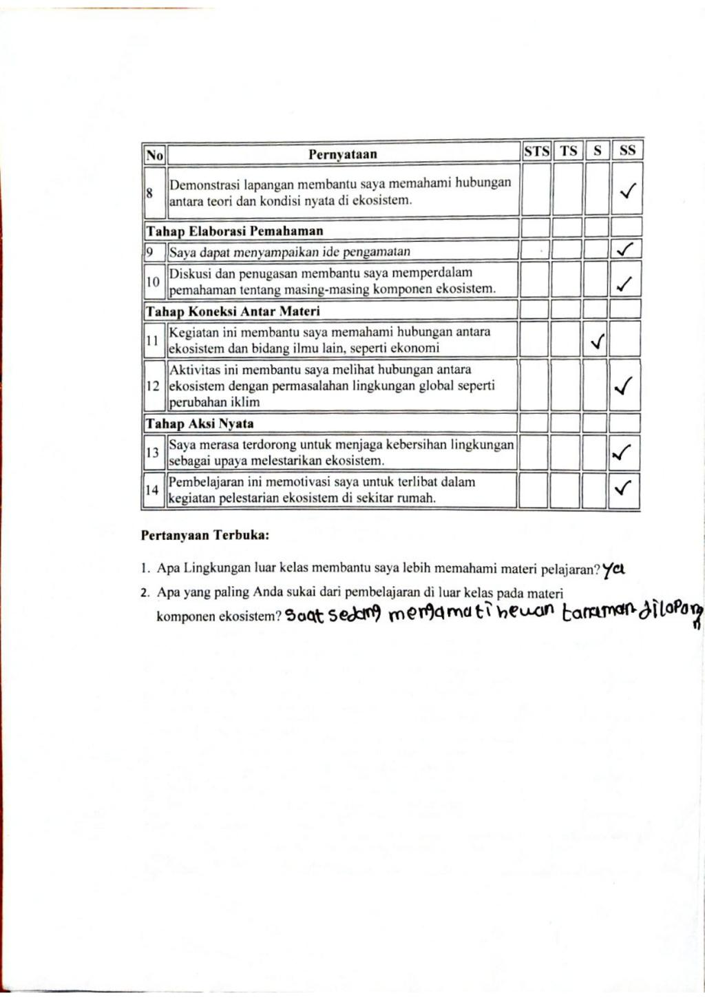 No Pernyataan STS TS S SS
8 Demonstrasi lapangan membantu saya memahami hubungan
antara teori dan kondisi nyata di ekosistem. ✓
Tahap Elaborasi Pemahaman
9 Saya dapat menyampaikan ide pengamatan ✓
10 Diskusi dan penugasan membantu saya memperdalam
pemahaman tentang masing-masing komponen ekosistem. ✓
Tahap Koneksi Antar Materi
11 Kegiatan ini membantu saya memahami hubungan antara
ekosistem dan bidang ilmu lain, seperti ekonomi ✓
12 Aktivitas ini membantu saya melihat hubungan antara
ekosistem dengan permasalahan lingkungan global seperti ✓
perubahan iklim
Tahap Aksi Nyata
13 Saya merasa terdorong untuk menjaga kebersihan lingkungan
sebagai upaya melestarikan ekosistem. ✓
14 Pembelajaran ini memotivasi saya untuk terlibat dalam
kegiatan pelestarian ekosistem di sekitar rumah. ✓
Pertanyaan Terbuka:
1. Apa Lingkungan luar kelas membantu saya lebih memahami materi pelajaran? Ya
2. Apa yang paling Anda sukai dari pembelajaran di luar kelas pada materi
komponen ekosistem? Saat sedang mengamati hewan tanaman dilapangan